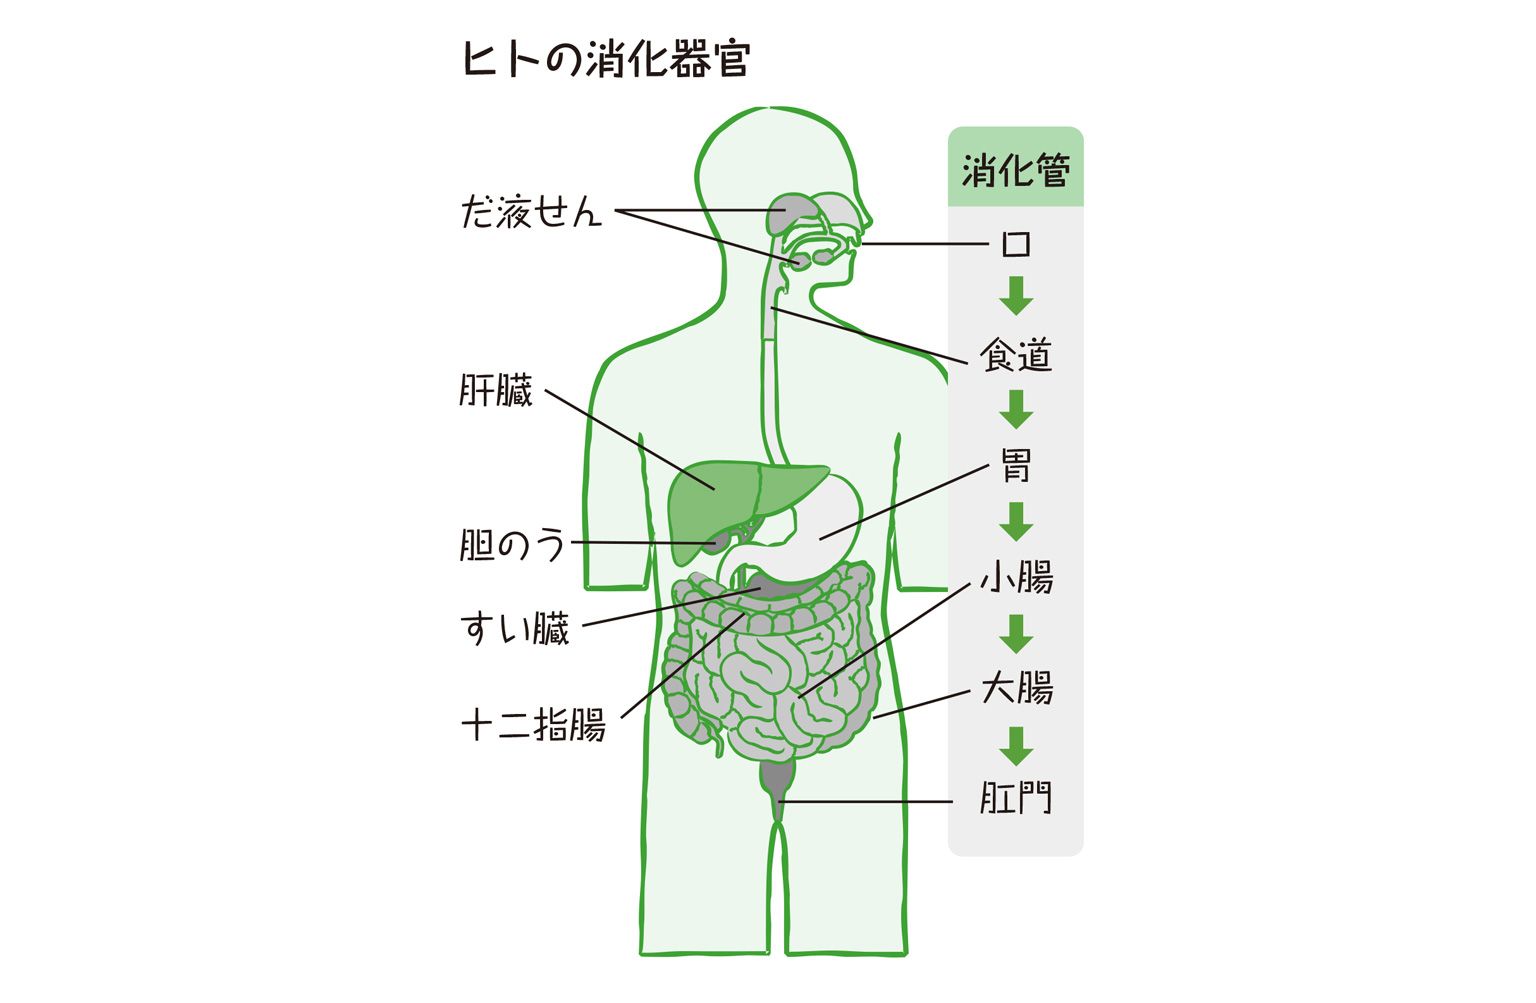 ヒトの消化器官
だ液せん
肝臓
胆のう
すい臓
十二指腸
消化管
口
食道
胃
小腸
大腸
肛門